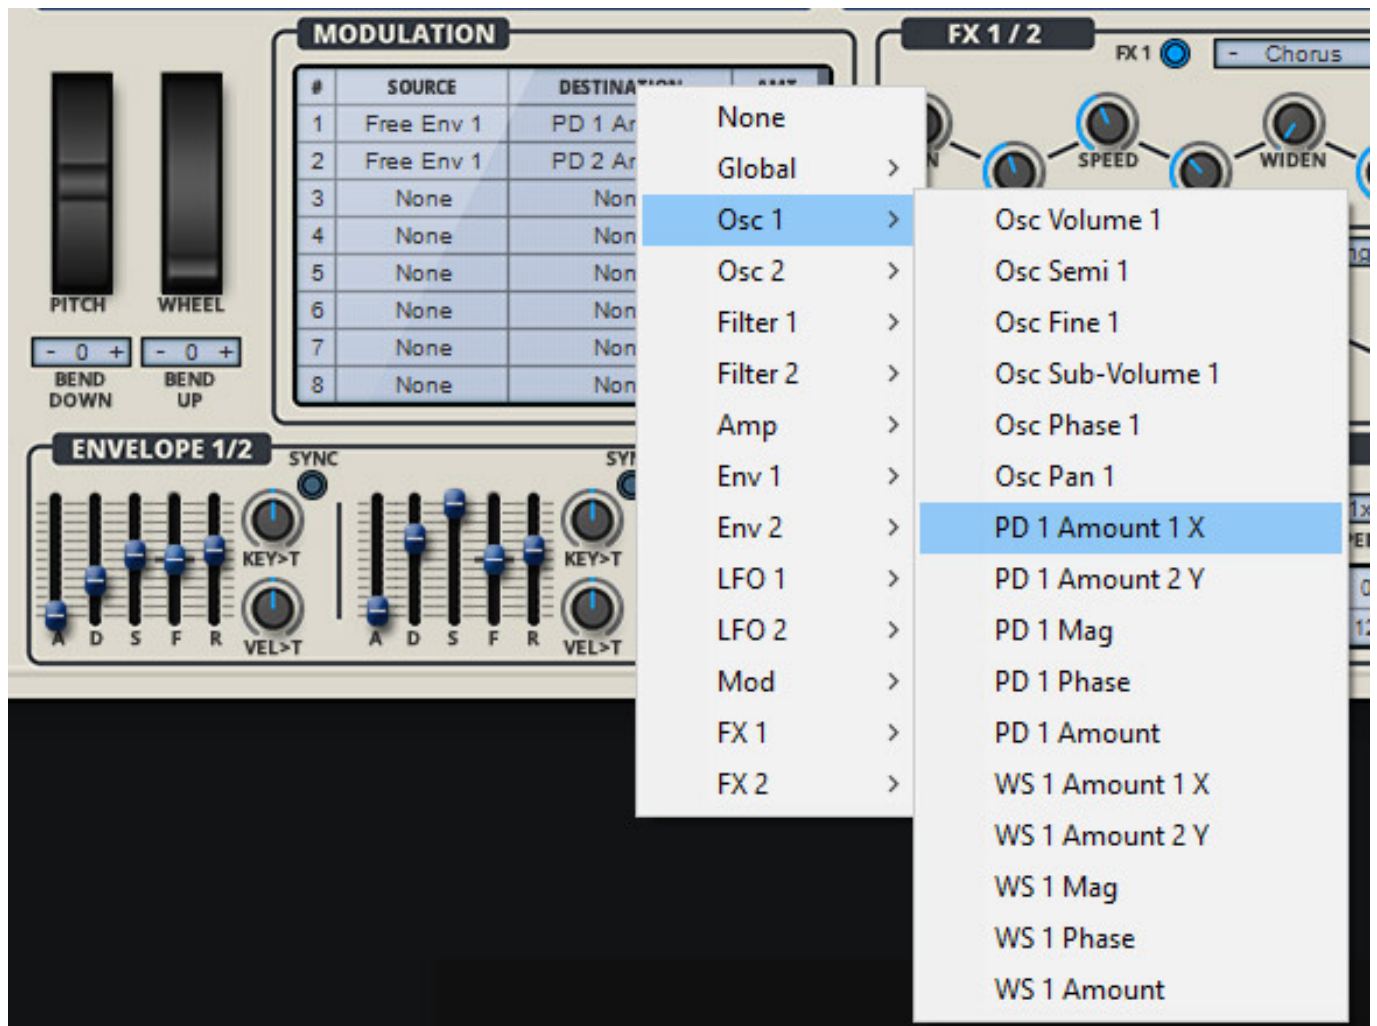 MODULATION
FX 1 / 2
FX 1
- Chorus
# SOURCE
1 Free Env 1 PD 1
2 Free Env 1 PD 2
3 None
4 None
5 None
6 None
7 None
8 None
SPEED
WIDEN
PITCH
WHEEL
- 0 + - 0 +
BEND DOWN
BEND UP
ENVELOPE 1/2
SYNC
KEY>T
KEY>T
A D S F R
VEL>T
A D S F R
VEL>T
None
Global >
Osc 1 >
Osc 2 >
Filter 1 >
Filter 2 >
Amp >
Env 1 >
Env 2 >
LFO 1 >
LFO 2 >
Mod >
FX 1 >
FX 2 >
Osc Volume 1
Osc Semi 1
Osc Fine 1
Osc Sub-Volume 1
Osc Phase 1
Osc Pan 1
PD 1 Amount 1 X
PD 1 Amount 2 Y
PD 1 Mag
PD 1 Phase
PD 1 Amount
WS 1 Amount 1 X
WS 1 Amount 2 Y
WS 1 Mag
WS 1 Phase
WS 1 Amount